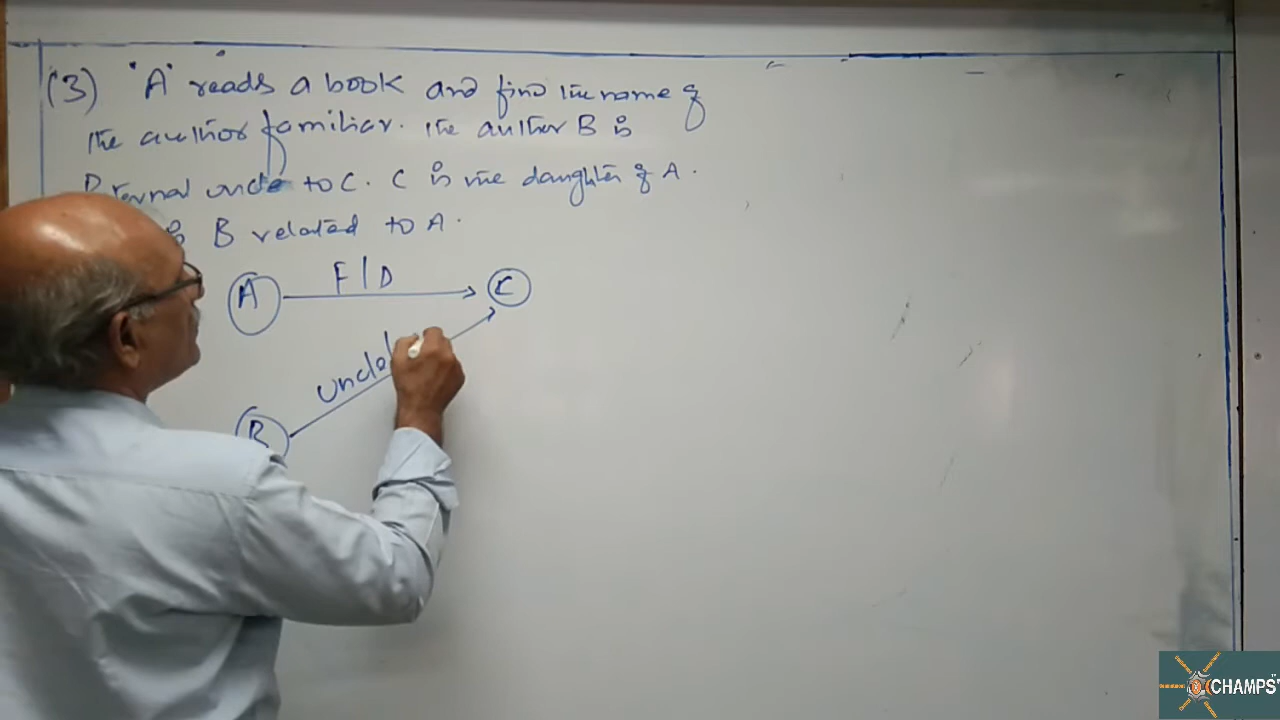 (3) "A" reads a book and find the name of
the author familiar. The author B is
uncle to C. C is the daughter of A.
B related to A.
A F/D C
uncle
B
CHAMPS